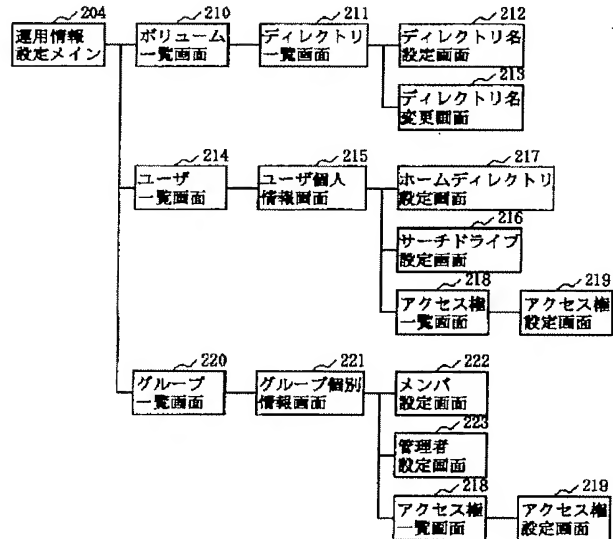 204
運用情報
設定メイン
210
ボリューム
一覧画面
211
ディレクトリ
一覧画面
212
ディレクトリ名
設定画面
213
ディレクトリ名
変更画面
214
ユーザ
一覧画面
215
ユーザ個人
情報画面
217
ホームディレクトリ
設定画面
216
サーチドライブ
設定画面
218
アクセス権
一覧画面
219
アクセス権
設定画面
220
グループ
一覧画面
221
グループ個別
情報画面
222
メンバ
設定画面
223
管理者
設定画面
218
アクセス権
一覧画面
219
アクセス権
設定画面